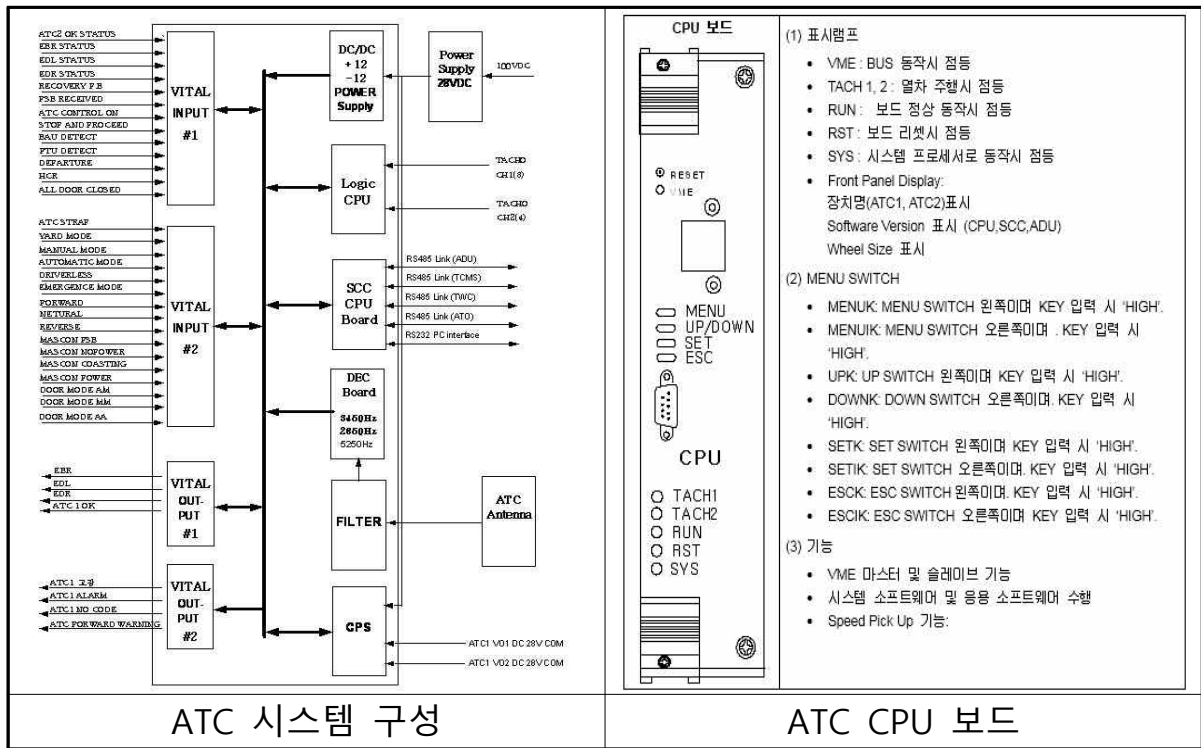 ATC2 OK STATUS
EBR STATUS
EDL STATUS
EDR STATUS
RECOVERY F.B
FSB RECEIVED
ATC CONTROL ON
STOP AND PROCEED
BAU DETECT
PTU DETECT
DEPARTURE
HCR
ALL DOOR CLOSED
VITAL
INPUT
#1
ATC STRAP
YARD MODE
MANUAL MODE
AUTOMATIC MODE
DRIVERLESS
EMERGENCE MODE
FORWARD
NETURAL
REVERSE
MASCON FSB
MASCON NOPOWER
MASCON COASTING
MASCON POWER
DOOR MODE AM
DOOR MODE MM
DOOR MODE AA
VITAL
INPUT
#2
EBR
EDL
EDR
ATC 1 OK
VITAL
OUT-
PUT
#1
ATC1 고장
ATC1 ALARM
ATC1 NO CODE
ATC FORWARD WARNING
VITAL
OUT-
PUT
#2
DC/DC
+ 12
-12
POWER
Supply
Power
Supply
28VDC
100VDC
Logic
CPU
TACHO
CH1(3)
TACHO
CH2(4)
SCC
CPU
Board
RS485 Link (ADU)
RS485 Link (TCMS)
RS485 Link (TWC)
RS485 Link (ATO)
RS232 PC interface
DEC
Board
3450Hz
2850Hz
5250Hz
FILTER
ATC
Antenna
CPS
ATC1 VO1 DC 28V COM
ATC1 VO2 DC 28V COM
ATC 시스템 구성
CPU 보드
RESET
VME
MENU
UP/DOWN
SET
ESC
CPU
TACH1
TACH2
RUN
RST
SYS
(1) 표시램프
• VME : BUS 동작시 점등
• TACH 1, 2 : 열차 주행시 점등
• RUN : 보드 정상 동작시 점등
• RST : 보드 리셋시 점등
• SYS : 시스템 프로세서로 동작시 점등
• Front Panel Display:
장치명(ATC1, ATC2)표시
Software Version 표시 (CPU,SCC,ADU)
Wheel Size 표시
(2) MENU SWITCH
• MENUK: MENU SWITCH 왼쪽이며 KEY 입력 시 'HIGH'.
• MENUIK: MENU SWITCH 오른쪽이며 . KEY 입력 시
'HIGH'.
• UPK: UP SWITCH 왼쪽이며 KEY 입력 시 'HIGH'.
• DOWNK: DOWN SWITCH 오른쪽이며. KEY 입력 시
'HIGH'.
• SETK: SET SWITCH 왼쪽이며 KEY 입력 시 'HIGH'.
• SETIK: SET SWITCH 오른쪽이며. KEY 입력 시 'HIGH'.
• ESCK: ESC SWITCH 왼쪽이며. KEY 입력 시 'HIGH'.
• ESCIK: ESC SWITCH 오른쪽이며 KEY 입력 시 'HIGH'.
(3) 기능
• VME 마스터 및 슬레이브 기능
• 시스템 소프트웨어 및 응용 소프트웨어 수행
• Speed Pick Up 기능:
ATC CPU 보드